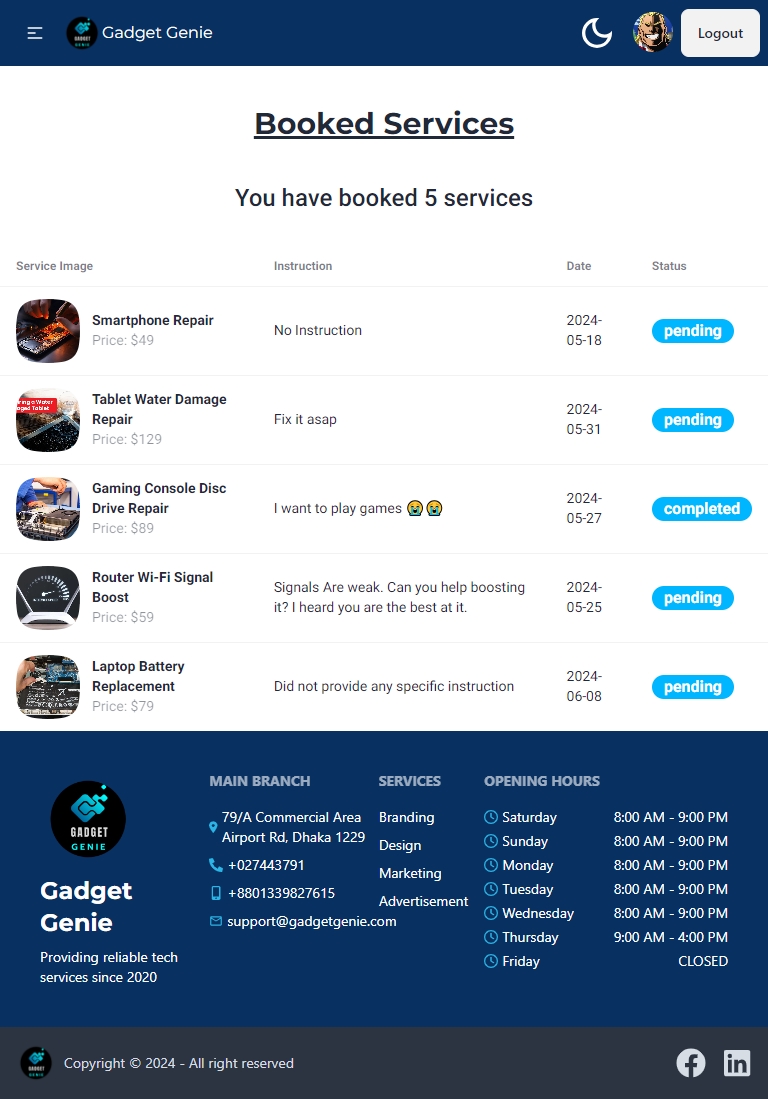 Gadget Genie
Logout
Booked Services
You have booked 5 services
Service Image Instruction Date Status
Smartphone Repair
Price: $49
No Instruction
2024-
05-18
pending
Tablet Water Damage
Repair
Price: $129
Fix it asap
2024-
05-31
pending
Gaming Console Disc
Drive Repair
Price: $89
I want to play games 😭😭
2024-
05-27
completed
Router Wi-Fi Signal
Boost
Price: $59
Signals Are weak. Can you help boosting
it? I heard you are the best at it.
2024-
05-25
pending
Laptop Battery
Replacement
Price: $79
Did not provide any specific instruction
2024-
06-08
pending
GADGET
GENIE
Gadget
Genie
Providing reliable tech
services since 2020
MAIN BRANCH
79/A Commercial Area
Airport Rd, Dhaka 1229
+027443791
+8801339827615
support@gadgetgenie.com
SERVICES
Branding
Design
Marketing
Advertisement
OPENING HOURS
Saturday 8:00 AM - 9:00 PM
Sunday 8:00 AM - 9:00 PM
Monday 8:00 AM - 9:00 PM
Tuesday 8:00 AM - 9:00 PM
Wednesday 8:00 AM - 9:00 PM
Thursday 9:00 AM - 4:00 PM
Friday CLOSED
Copyright © 2024 - All right reserved